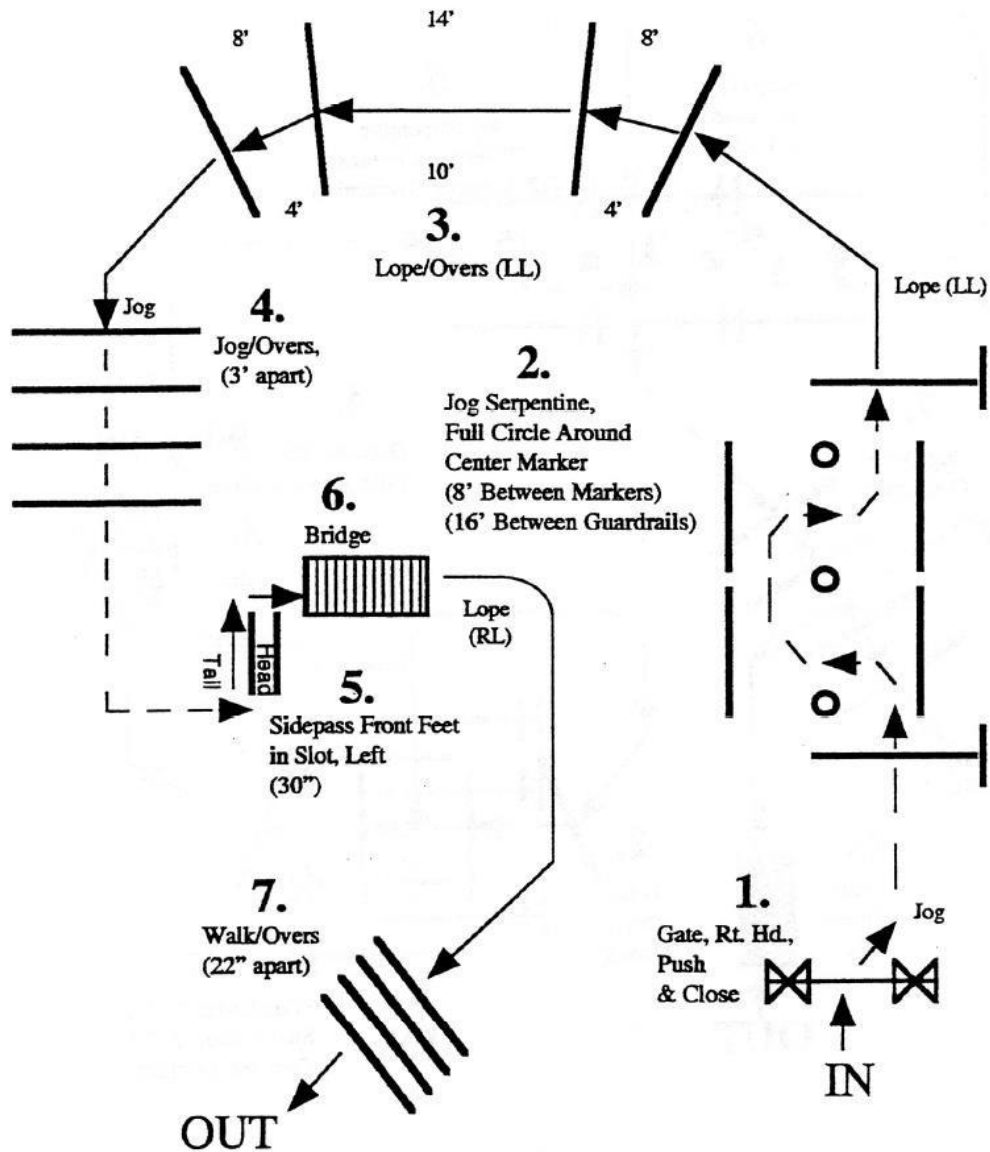 8’
14’
8’
10’
4’
4’
3.
Lope/Overs (LL)
Lope (LL)
Jog
4.
Jog/Overs,
(3’ apart)
2.
Jog Serpentine,
Full Circle Around
Center Marker
(8’ Between Markers)
(16’ Between Guardrails)
6.
Bridge
Lope
(RL)
Tail
Head
5.
Sidepass Front Feet
in Slot, Left
(30”)
7.
Walk/Overs
(22” apart)
1.
Gate, Rt. Hd.,
Push
& Close
Jog
IN
OUT